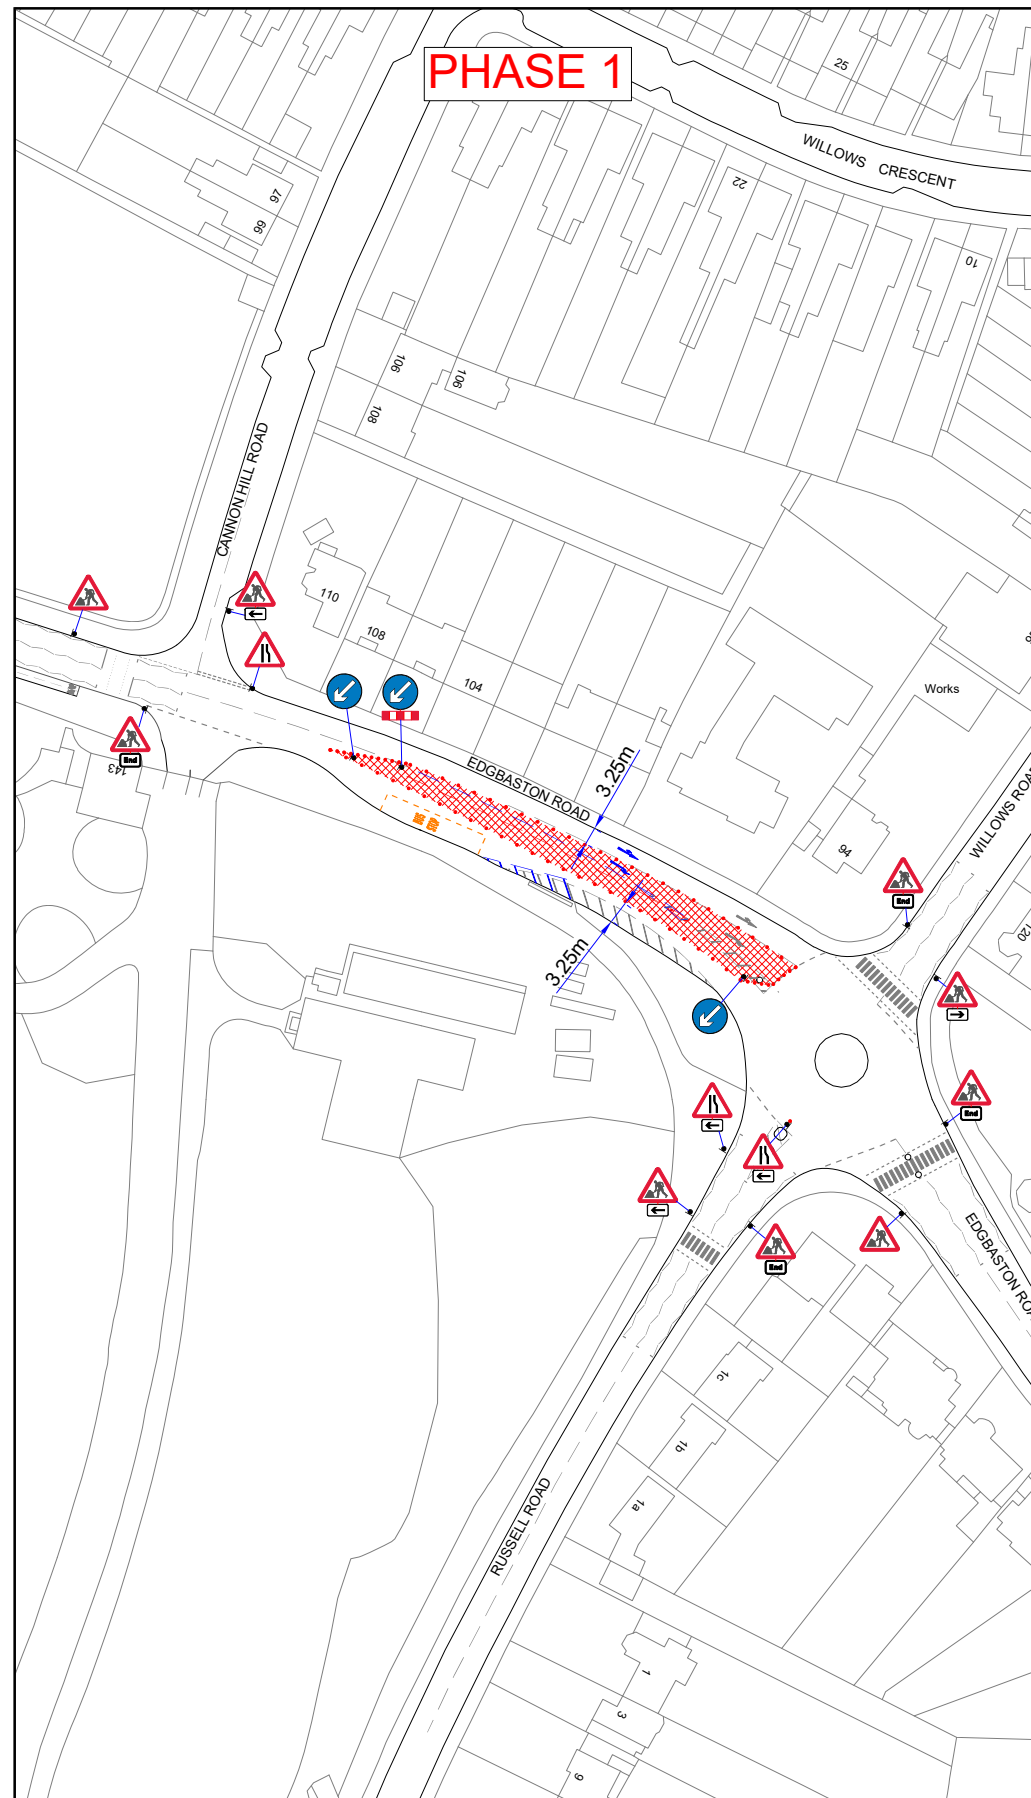 PHASE 1
25
WILLOWS CRESCENT
22
10
97
99
106
106
108
CANNON HILL ROAD
110
108
104
Works
EDGBASTON ROAD
3.25m
94
WILLOWS ROAD
End
143
End
120
3.25m
End
End
EDGBASTON ROA
1c
1b
1a
RUSSELL ROAD
1
3
9